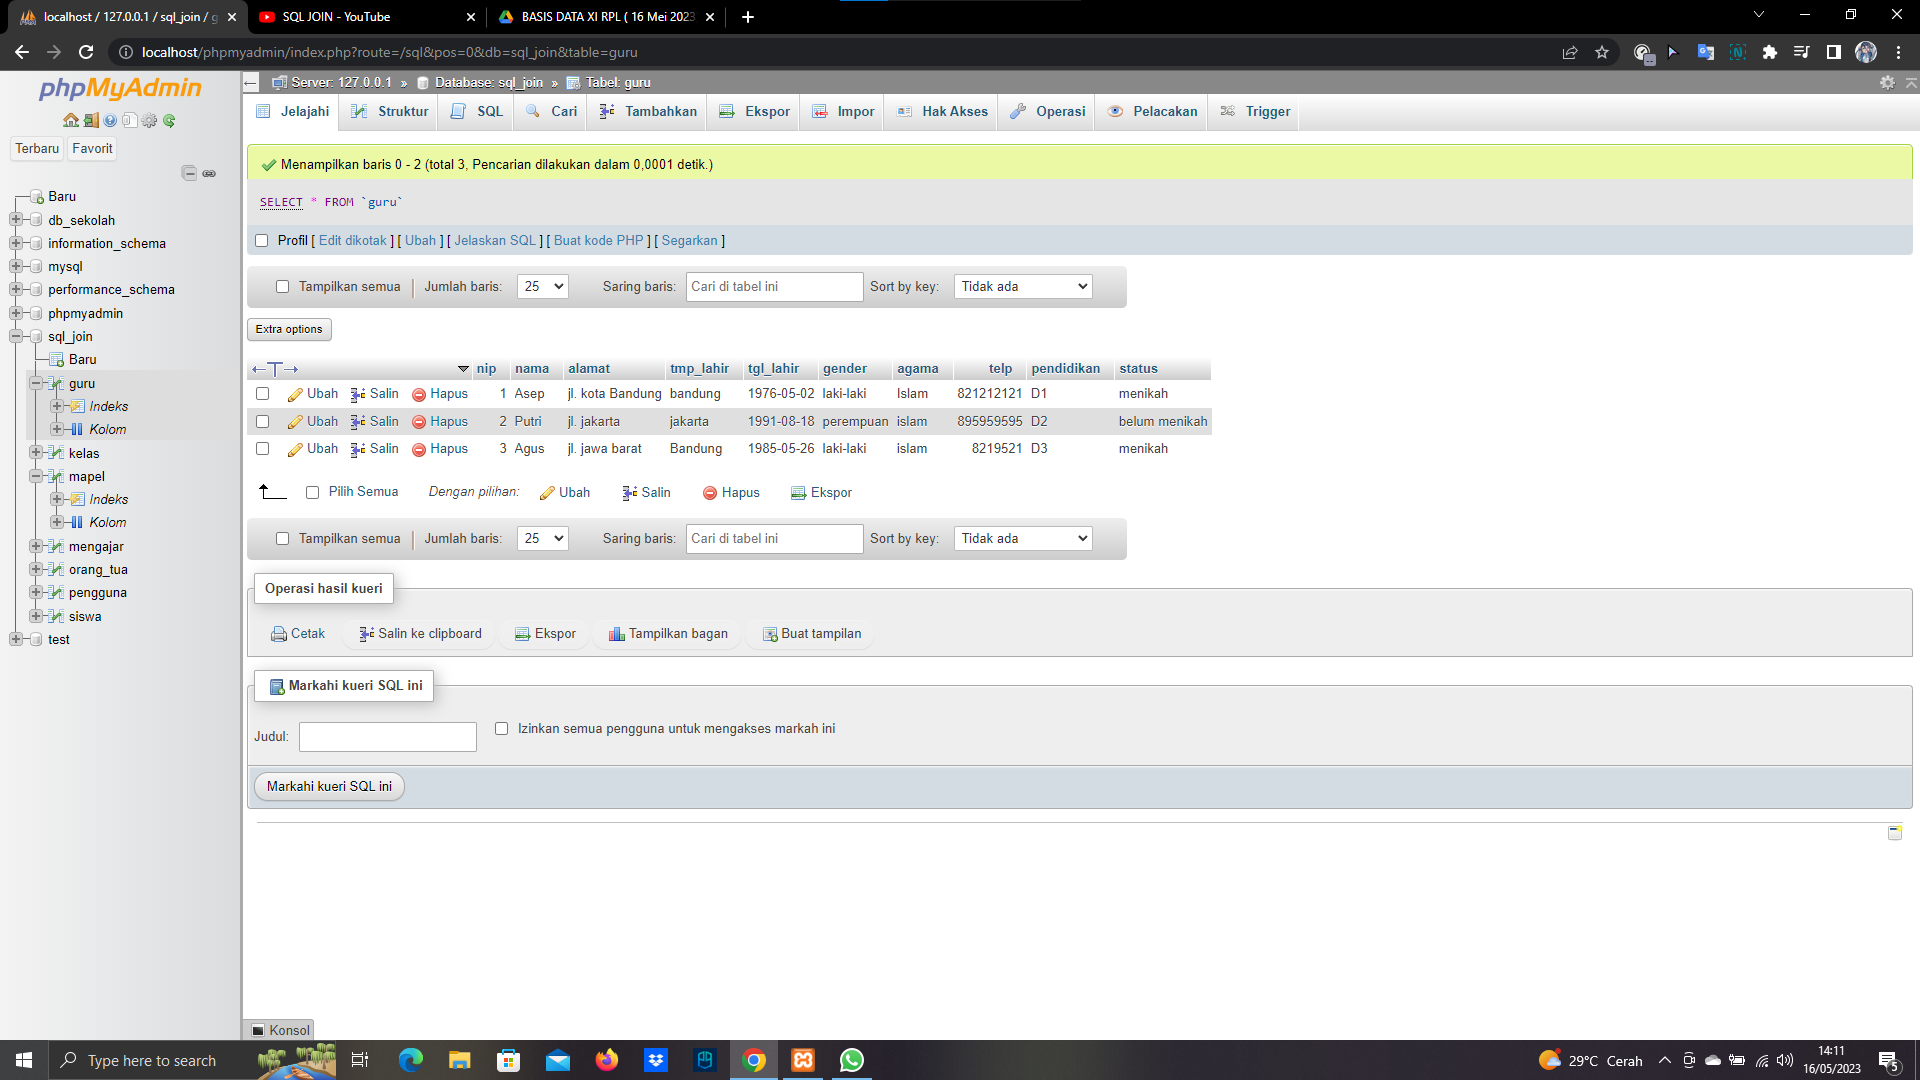 localhost / 127.0.0.1 / sql_join / g
SQL JOIN - YouTube
BASIS DATA XI RPL ( 16 Mei 2023
localhost/phpmyadmin/index.php?route=/sql&pos=0&db=sql_join&table=guru
phpMyAdmin
Terbaru Favorit
Baru
db_sekolah
information_schema
mysql
performance_schema
phpmyadmin
sql_join
Baru
guru
Indeks
Kolom
kelas
mapel
Indeks
Kolom
mengajar
orang_tua
pengguna
siswa
test
Server: 127.0.0.1 » Database: sql_join » Tabel: guru
Jelajahi Struktur SQL Cari Tambahkan Ekspor Impor Hak Akses Operasi Pelacakan Trigger
Menampilkan baris 0 - 2 (total 3, Pencarian dilakukan dalam 0,0001 detik.)
SELECT * FROM `guru`
Profil [ Edit dikotak ] [ Ubah ] [ Jelaskan SQL ] [ Buat kode PHP ] [ Segarkan ]
Tampilkan semua Jumlah baris: 25 Saring baris: Cari di tabel ini Sort by key: Tidak ada
Extra options
nip nama alamat tmp_lahir tgl_lahir gender agama telp pendidikan status
Ubah Salin Hapus 1 Asep jl. kota Bandung bandung 1976-05-02 laki-laki Islam 821212121 D1 menikah
Ubah Salin Hapus 2 Putri jl. jakarta jakarta 1991-08-18 perempuan islam 895959595 D2 belum menikah
Ubah Salin Hapus 3 Agus jl. jawa barat Bandung 1985-05-26 laki-laki islam 8219521 D3 menikah
Pilih Semua Dengan pilihan: Ubah Salin Hapus Ekspor
Tampilkan semua Jumlah baris: 25 Saring baris: Cari di tabel ini Sort by key: Tidak ada
Operasi hasil kueri
Cetak Salin ke clipboard Ekspor Tampilkan bagan Buat tampilan
Markahi kueri SQL ini
Judul: Izinkan semua pengguna untuk mengakses markah ini
Markahi kueri SQL ini
Konsol
Type here to search
29°C Cerah
14:11
16/05/2023
5